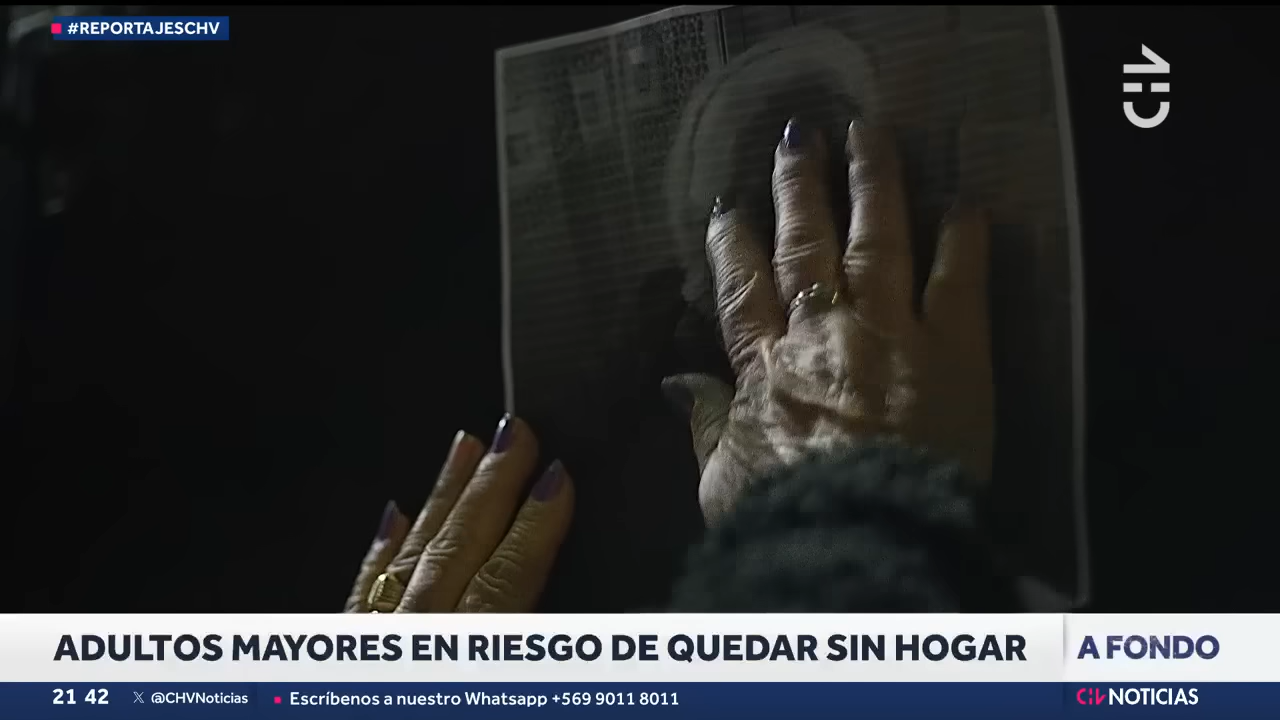 #REPORTAJESCHV
CHV
ADULTOS MAYORES EN RIESGO DE QUEDAR SIN HOGAR
A FONDO
21 42
X @CHVNoticias
Escríbenos a nuestro Whatsapp +569 9011 8011
CHV NOTICIAS